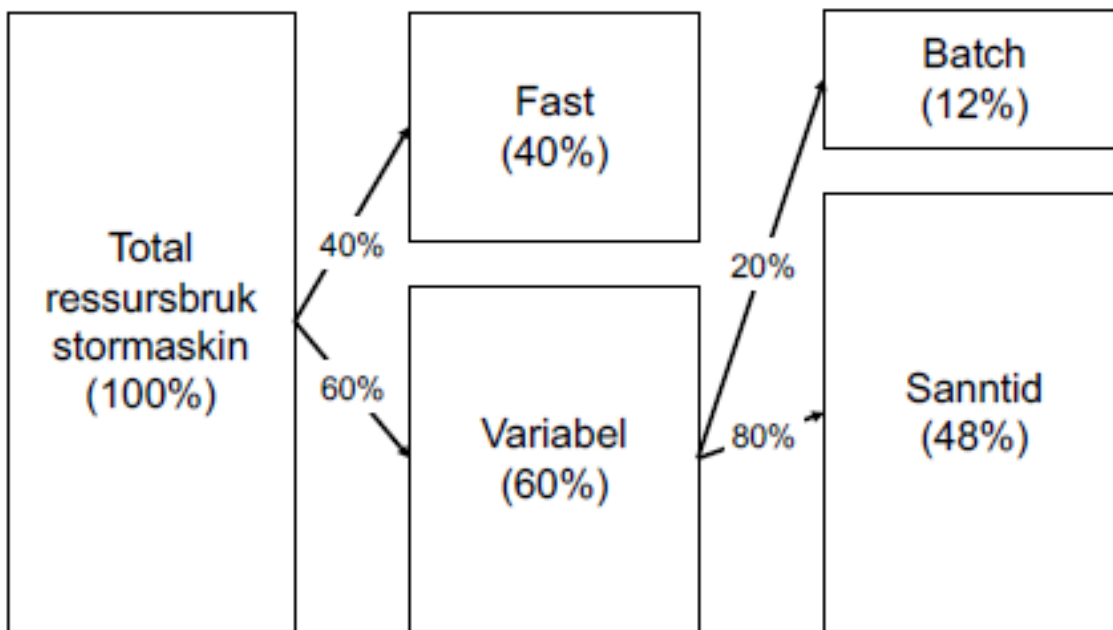 Total
ressursbruk
stormaskin
(100%)
40%
60%
Fast
(40%)
Variabel
(60%)
20%
80%
Batch
(12%)
Sanntid
(48%)